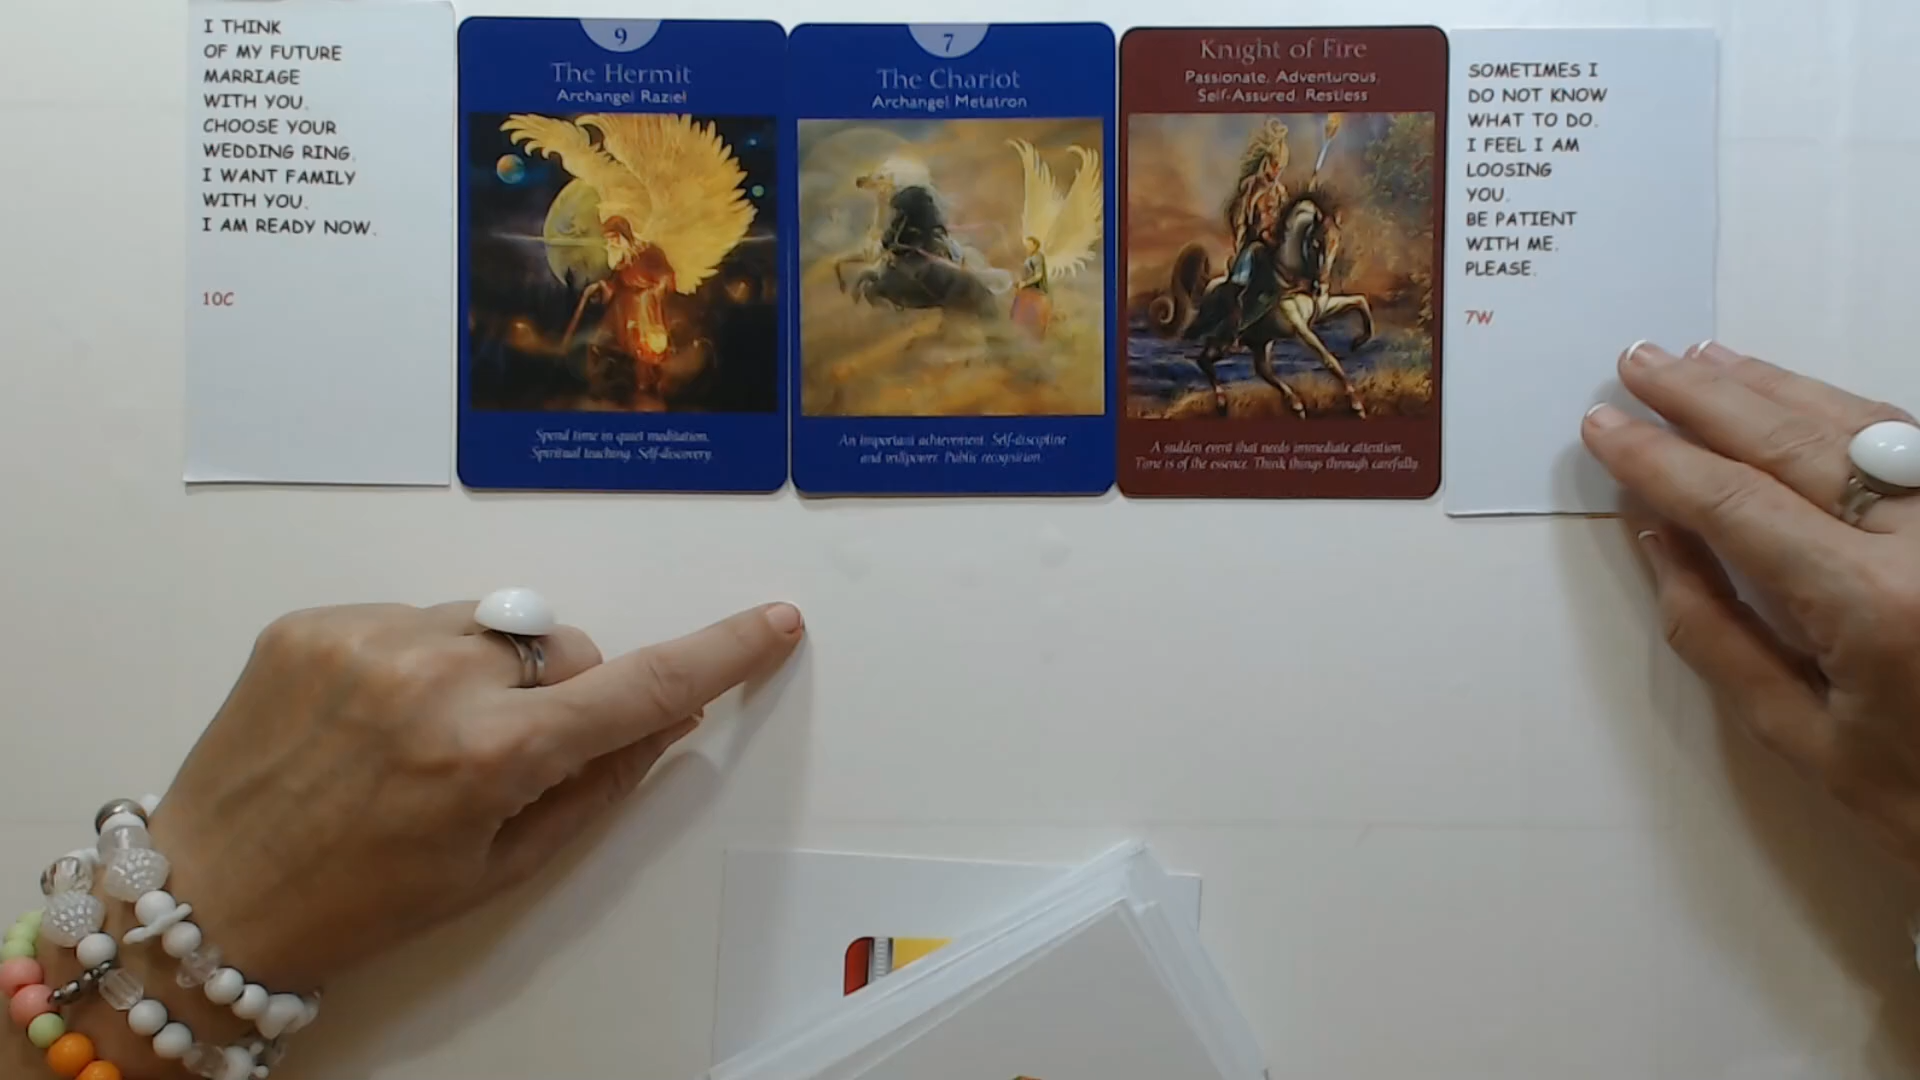 I THINK
OF MY FUTURE
MARRIAGE
WITH YOU.
CHOOSE YOUR
WEDDING RING.
I WANT FAMILY
WITH YOU.
I AM READY NOW.
10C
9
The Hermit
Archangel Raziel
Spend time in quiet meditation.
Spiritual teaching. Self-discovery.
7
The Chariot
Archangel Metatron
An important achievement. Self-discipline
and willpower. Public recognition.
Knight of Fire
Passionate, Adventurous,
Self-Assured, Restless
A sudden event that needs immediate attention.
Time is of the essence. Think things through carefully.
SOMETIMES I
DO NOT KNOW
WHAT TO DO.
I FEEL I AM
LOOSING
YOU.
BE PATIENT
WITH ME.
PLEASE.
7W